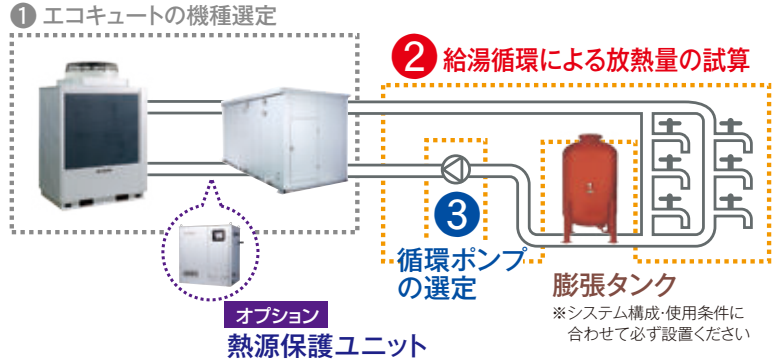 ① エコキュートの機種選定
② 給湯循環による放熱量の試算
③
循環ポンプ
の選定
膨張タンク
※システム構成・使用条件に
合わせて必ず設置ください
オプション
熱源保護ユニット